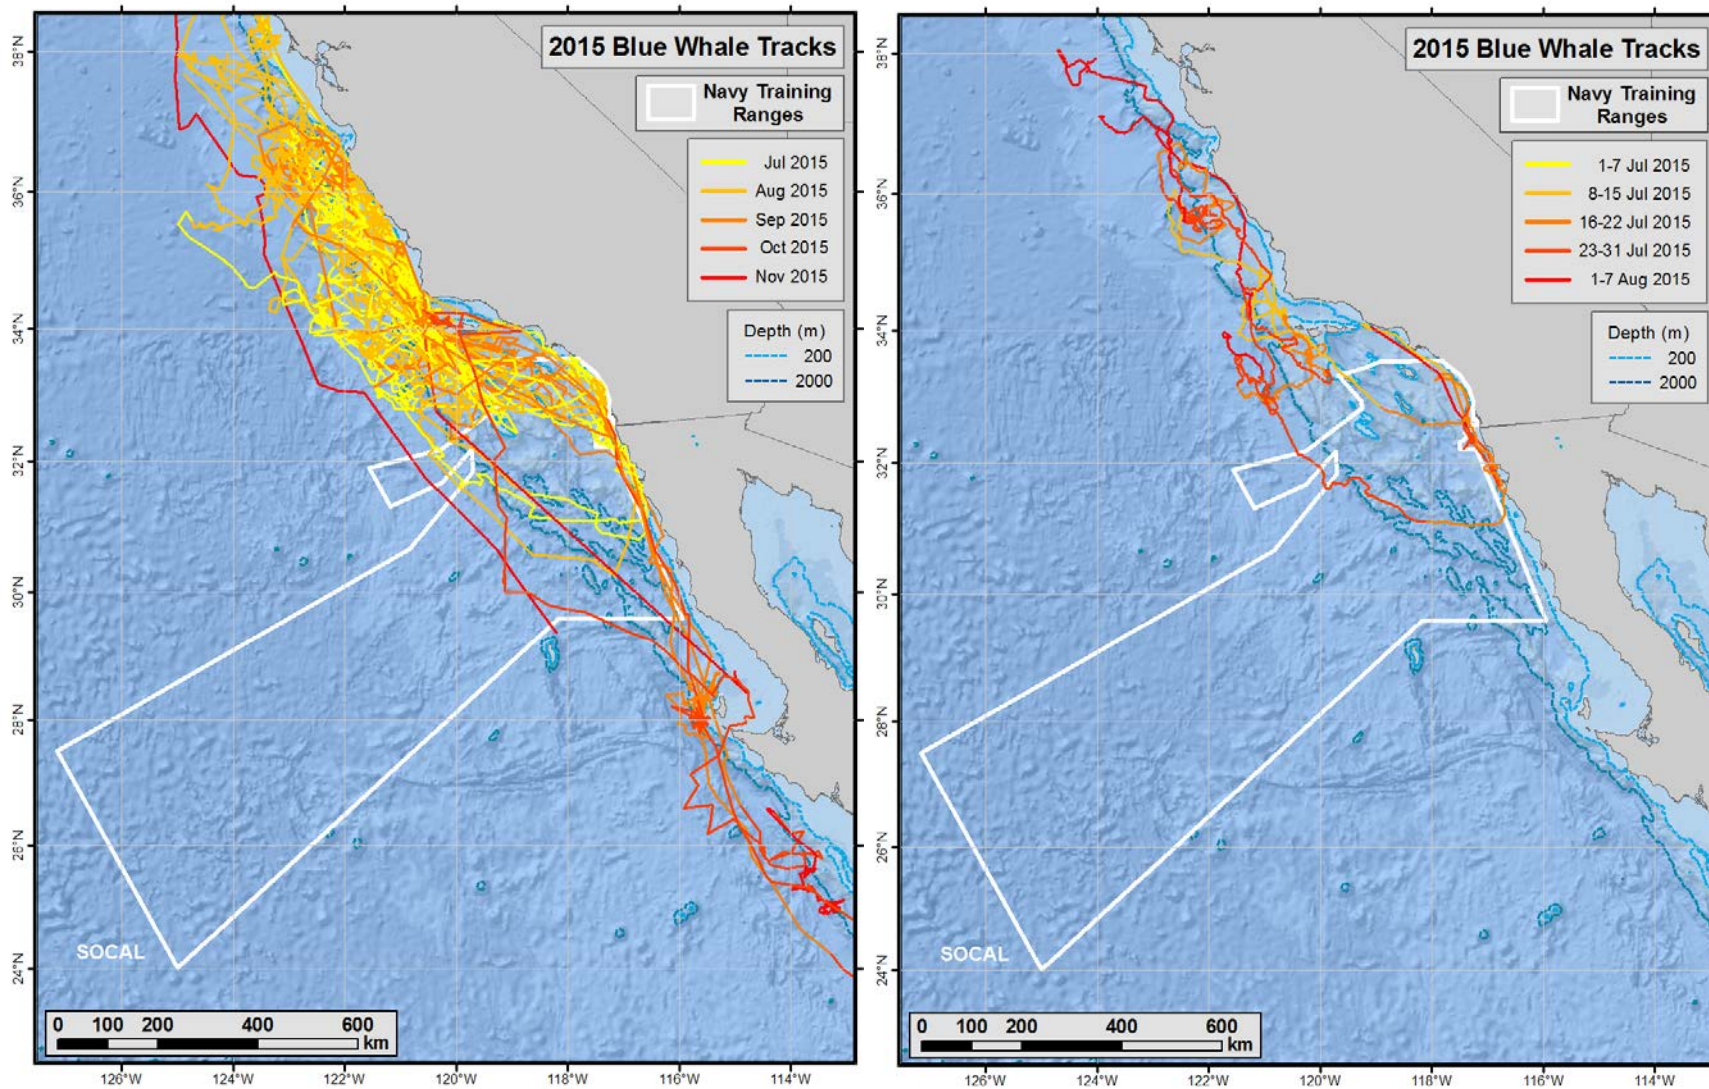 2015 Blue Whale Tracks
Navy Training
Ranges
Jul 2015
Aug 2015
Sep 2015
Oct 2015
Nov 2015
Depth (m)
200
2000
38°N
36°N
34°N
32°N
30°N
28°N
26°N
24°N
SOCAL
0 100 200 400 600
km
126°W 124°W 122°W 120°W 118°W 116°W 114°W
2015 Blue Whale Tracks
Navy Training
Ranges
1-7 Jul 2015
8-15 Jul 2015
16-22 Jul 2015
23-31 Jul 2015
1-7 Aug 2015
Depth (m)
200
2000
38°N
36°N
34°N
32°N
30°N
28°N
26°N
24°N
SOCAL
0 100 200 400 600
km
126°W 124°W 122°W 120°W 118°W 116°W 114°W